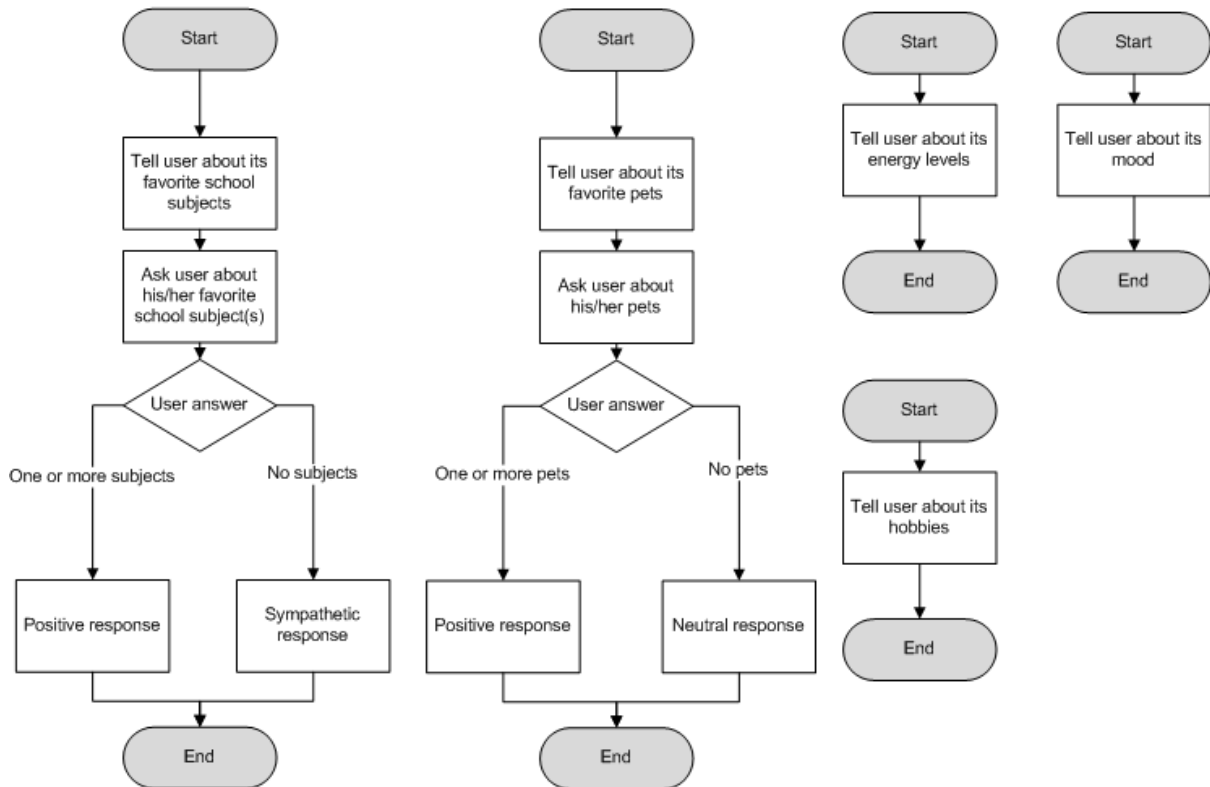 Start
Tell user about its
favorite school
subjects
Ask user about
his/her favorite
school subject(s)
User answer
One or more subjects
No subjects
Positive response
Sympathetic
response
End
Start
Tell user about its
favorite pets
Ask user about
his/her pets
User answer
One or more pets
No pets
Positive response
Neutral response
End
Start
Tell user about its
energy levels
End
Start
Tell user about its
mood
End
Start
Tell user about its
hobbies
End